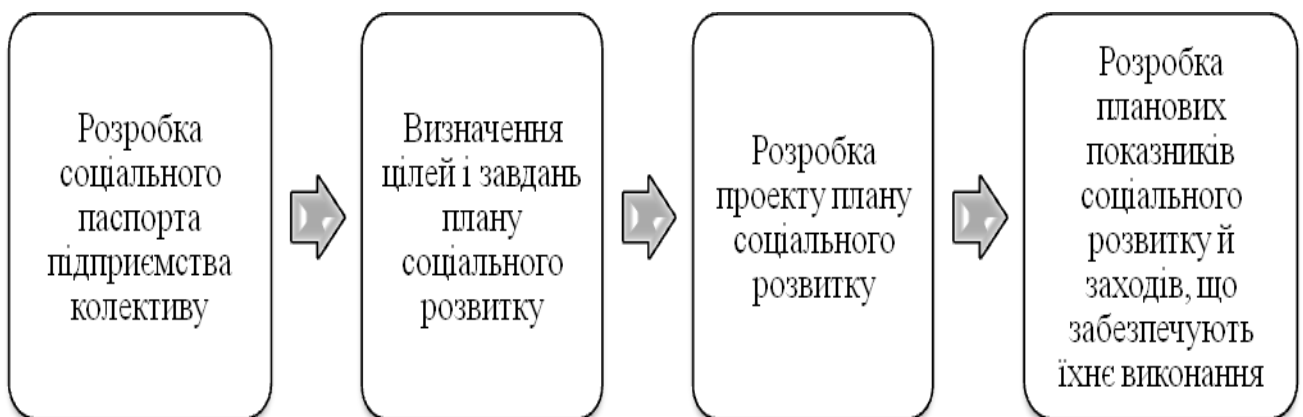 Розробка
соціального
паспорта
підприємства
колективу
Визначення
цілей і завдань
плану
соціального
розвитку
Розробка
проекту плану
соціального
розвитку
Розробка
планових
показників
соціального
розвитку й
заходів, що
забезпечують
їхнє виконання